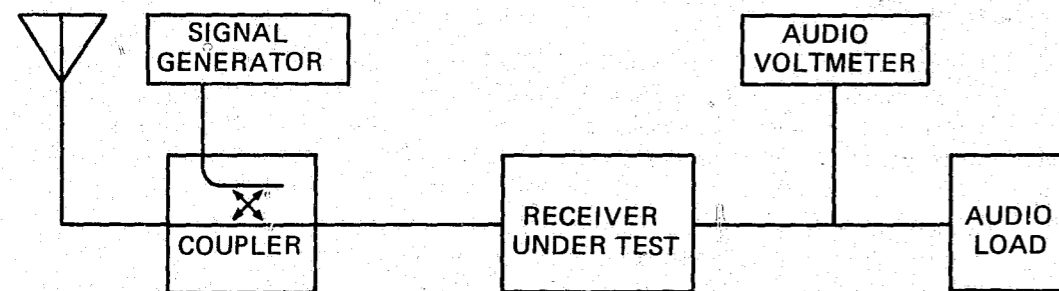 SIGNAL
GENERATOR
AUDIO
VOLTMETER
COUPLER
RECEIVER
UNDER TEST
AUDIO
LOAD